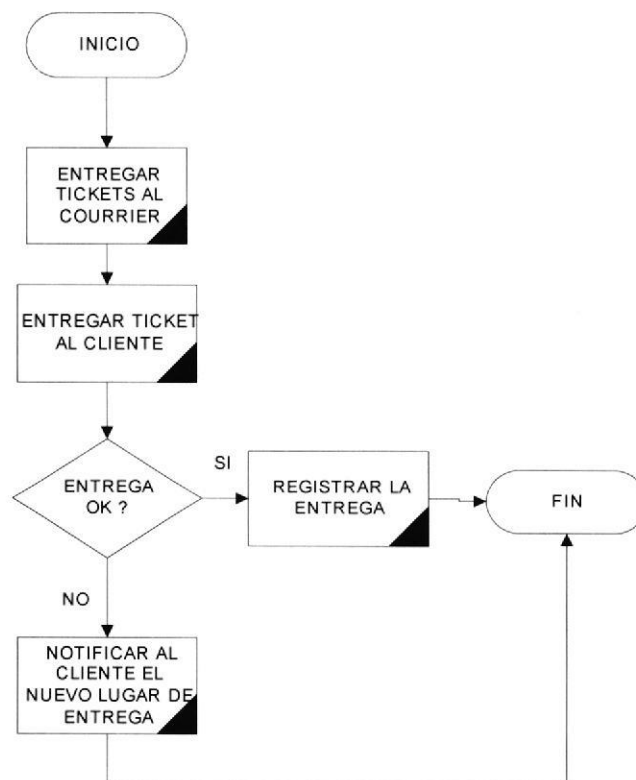 INICIO
ENTREGAR
TICKETS AL
COURRIER
ENTREGAR TICKET
AL CLIENTE
ENTREGA
OK ?
SI
REGISTRAR LA
ENTREGA
FIN
NO
NOTIFICAR AL
CLIENTE EL
NUEVO LUGAR DE
ENTREGA